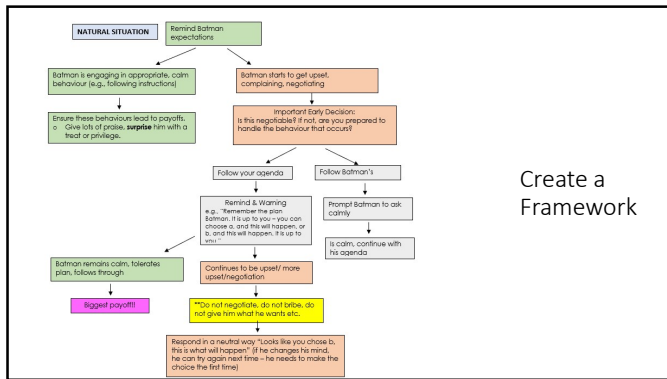 NATURAL SITUATION
Remind Batman
expectations
Batman is engaging in appropriate, calm
behaviour (e.g., following instructions)
Batman starts to get upset,
complaining, negotiating
Ensure these behaviours lead to payoffs.
o Give lots of praise, surprise him with a
treat or privilege.
Important Early Decision:
Is this negotiable? If not, are you prepared to
handle the behaviour that occurs?
Follow your agenda
Follow Batman's
Remind & Warning
e.g., "Remember the plan
Batman. It is up to you – you can
choose a, and this will happen, or
b, and this will happen. It is up to
you."
Prompt Batman to ask
calmly
Is calm, continue with
his agenda
Create a
Framework
Batman remains calm, tolerates
plan, follows through
Continues to be upset/ more
upset/negotiation
Biggest payoff!!
**Do not negotiate, do not bribe, do
not give him what he wants etc.
Respond in a neutral way "Looks like you chose b,
this is what will happen" (if he changes his mind,
he can try again next time – he needs to make the
choice the first time)